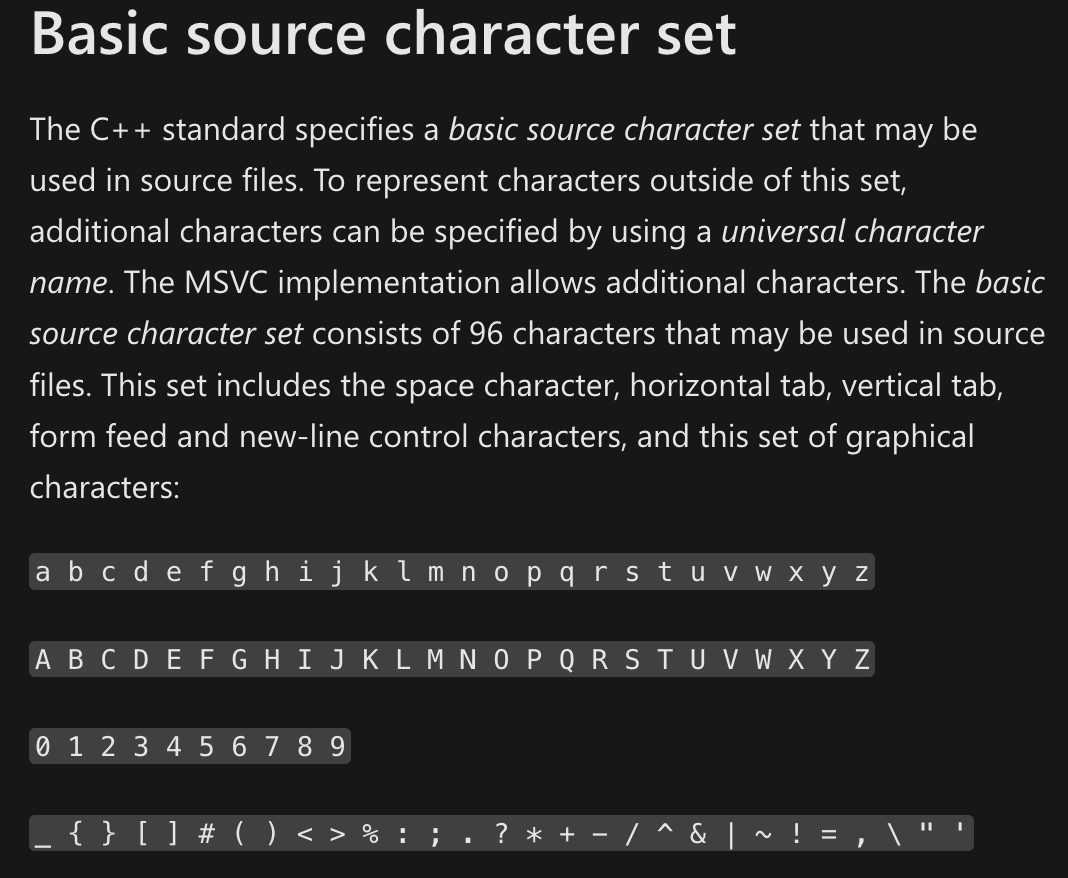 Basic source character set
The C++ standard specifies a basic source character set that may be
used in source files. To represent characters outside of this set,
additional characters can be specified by using a universal character
name. The MSVC implementation allows additional characters. The basic
source character set consists of 96 characters that may be used in source
files. This set includes the space character, horizontal tab, vertical tab,
form feed and new-line control characters, and this set of graphical
characters:
a b c d e f g h i j k l m n o p q r s t u v w x y z
A B C D E F G H I J K L M N O P Q R S T U V W X Y Z
0 1 2 3 4 5 6 7 8 9
_ { } [ ] # ( ) < > % : ; . ? * + - / ^ & | ~ ! = , \ " '